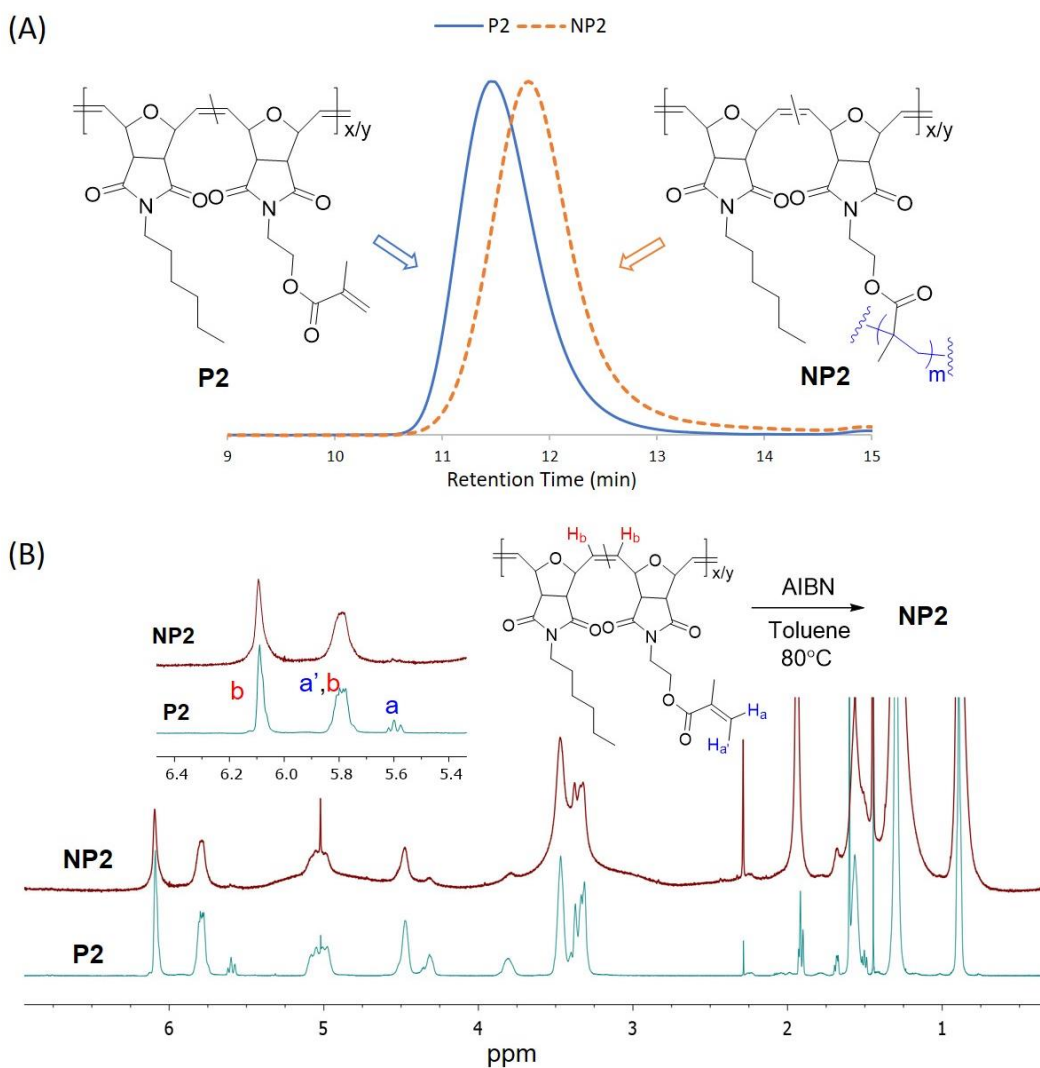 (A)
P2 NP2
O O x/y
O N O O N O
O
O
P2
O O x/y
O N O O N O
O
O
m
NP2
9 10 11 12 13 14 15
Retention Time (min)
(B)
Hb Hb
O O x/y
O N O O N O
O
O
Ha
Ha'
AIBN
Toluene
80°C
NP2
NP2
b a',b a
P2
6.4 6.2 6.0 5.8 5.6 5.4
NP2
P2
6 5 4 3 2 1
ppm